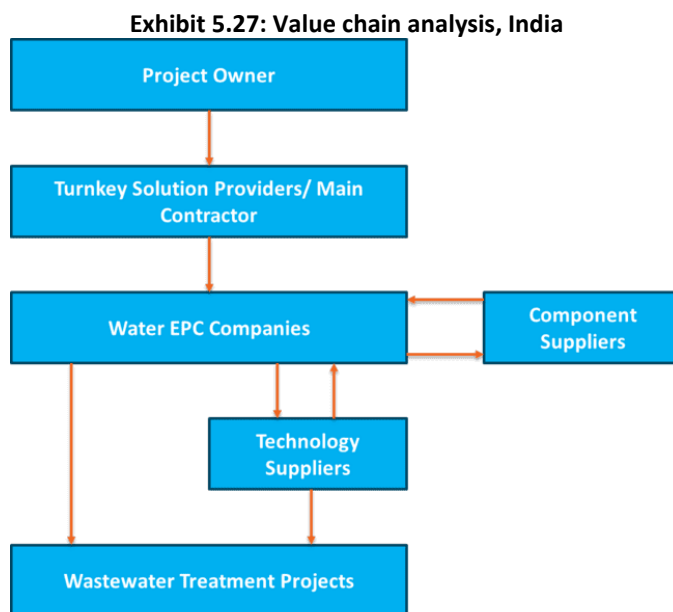 Exhibit 5.27: Value chain analysis, India
Project Owner
Turnkey Solution Providers/ Main
Contractor
Water EPC Companies
Component
Suppliers
Technology
Suppliers
Wastewater Treatment Projects